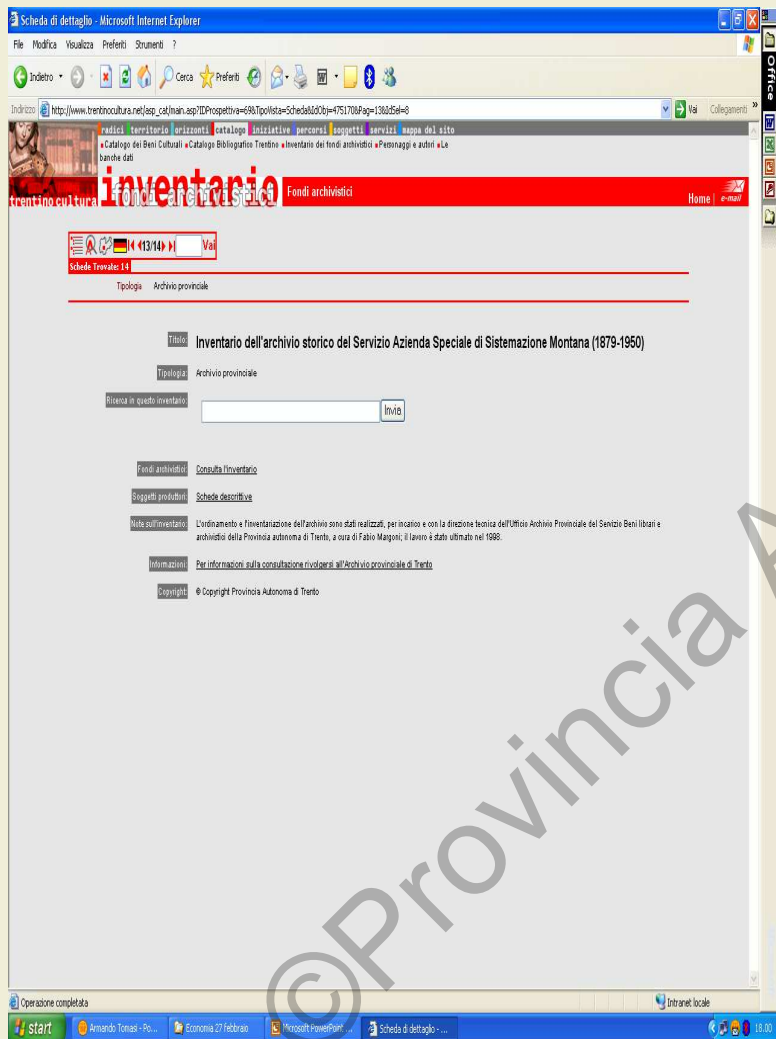 Scheda di dettaglio - Microsoft Internet Explorer
File Modifica Visualizza Preferiti Strumenti ?
Indietro Cerca Preferiti
Indirizzo http://www.trentinocultura.net/asp_cat/main.asp?IDProspettiva=69&TipoVista=Scheda&IdObj=475170&Pag=13&IdSel=8 Vai Collegamenti »
Office
radici territorio orizzonti catalogo iniziative percorsi soggetti servizi mappa del sito
Catalogo dei Beni Culturali Catalogo Bibliografico Trentino Inventario dei fondi archivistici Personaggi e autori Le
banche dati
inventario
fondi archivistici
Fondi archivistici
trentino cultura
Home | e-mail
13/14 Vai
Schede Trovate: 14
Tipologia Archivio provinciale
Titolo: Inventario dell'archivio storico del Servizio Azienda Speciale di Sistemazione Montana (1879-1950)
Tipologia: Archivio provinciale
Ricerca in questo inventario: Invia
Fondi archivistici: Consulta l'inventario
Soggetti produttori: Schede descrittive
Note sull'inventario: L'ordinamento e l'inventariazione dell'archivio sono stati realizzati, per incarico e con la direzione tecnica dell'Ufficio Archivio Provinciale del Servizio Beni librari e
archivistici della Provincia autonoma di Trento, a cura di Fabio Margoni; il lavoro è stato ultimato nel 1998.
Informazioni: Per informazioni sulla consultazione rivolgersi all'Archivio provinciale di Trento
Copyright: © Copyright Provincia Autonoma di Trento
©Provincia A
Operazione completata Intranet locale
start Armando Tomasi - Po... Economia 27 febbraio Microsoft PowerPoint ... Scheda di dettaglio - ... 18.00